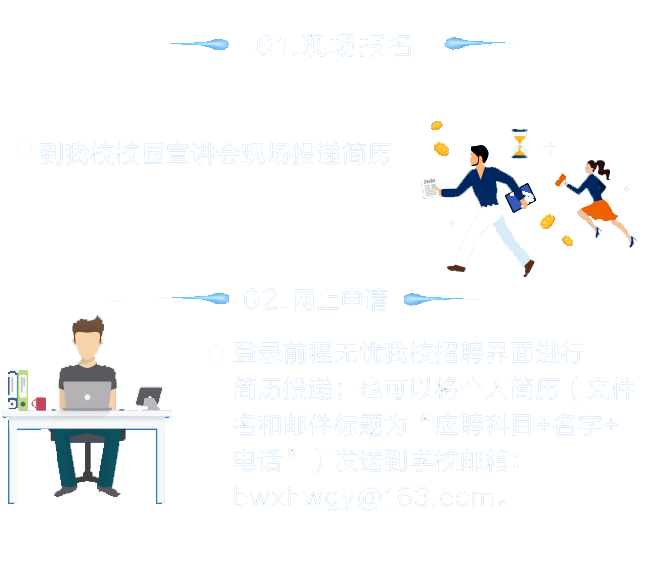 01.现场报名
到我校校园宣讲会现场投递简历
02.网上申请
登录前程无忧我校招聘界面进行
简历投递；也可以将个人简历（文件
名和邮件标题为“应聘科目+名字+
电话”）发送到学校邮箱：
bwxhwgy@163.com。